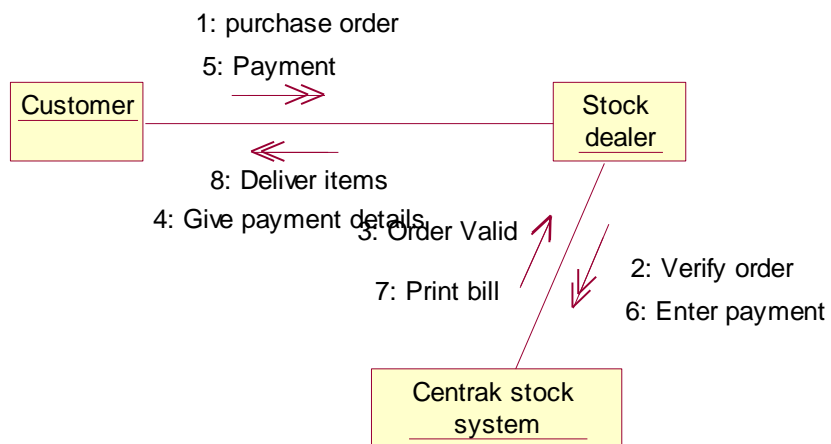 1: purchase order
5: Payment
Customer
Stock
dealer
8: Deliver items
4: Give payment details
3: Order Valid
2: Verify order
7: Print bill
6: Enter payment
Centrak stock
system